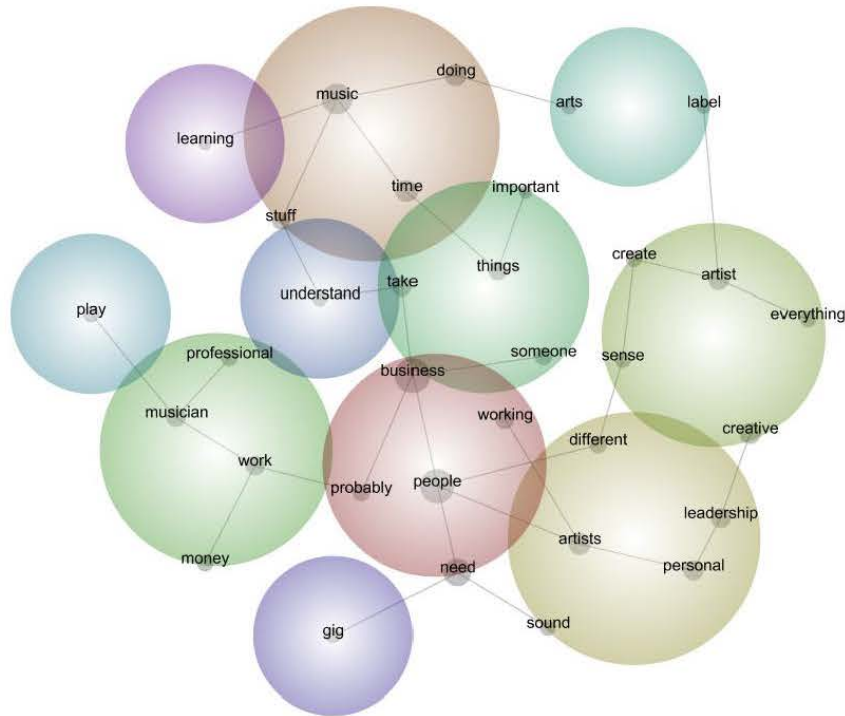 doing
music
arts
label
learning
time
important
stuff
create
things
artist
take
understand
play
everything
professional
someone
sense
business
musician
working
creative
different
work
people
probably
leadership
artists
money
need
personal
sound
gig